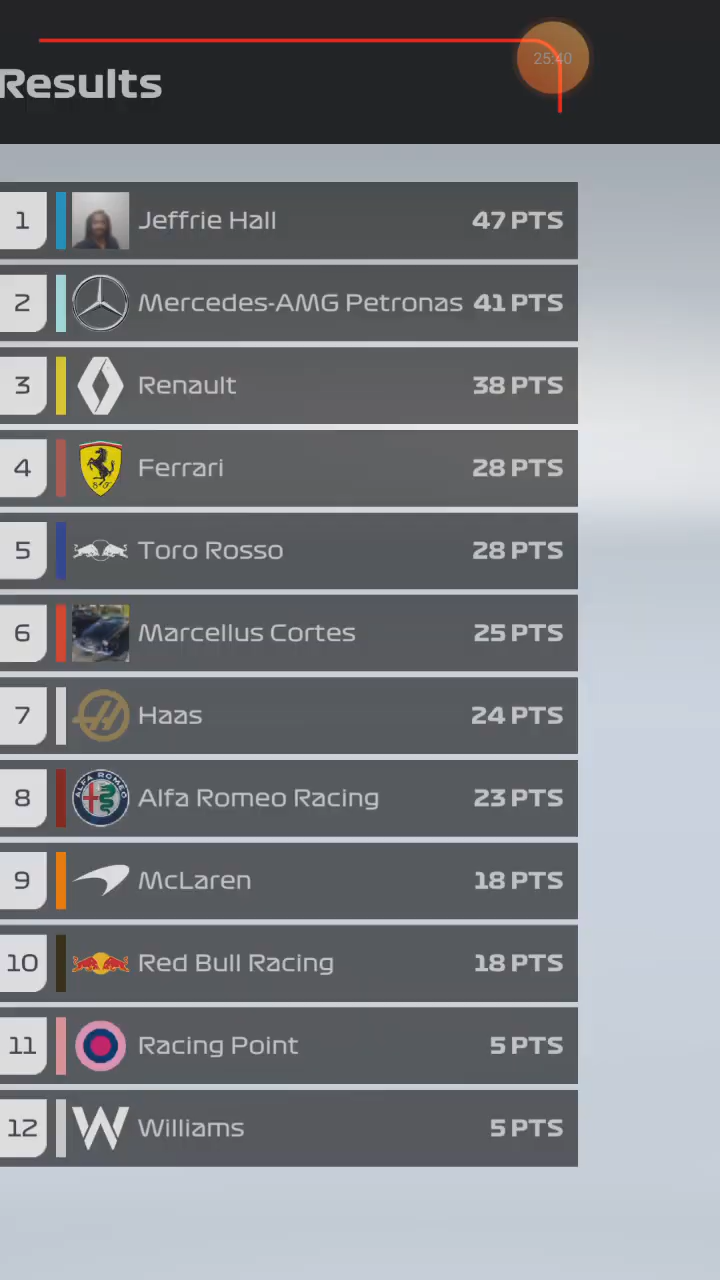 25:40
Results
1 Jeffrie Hall 47 PTS
2 Mercedes-AMG Petronas 41 PTS
3 Renault 38 PTS
4 Ferrari 28 PTS
5 Toro Rosso 28 PTS
6 Marcellus Cortes 25 PTS
7 Haas 24 PTS
8 ALFA ROMEO Alfa Romeo Racing 23 PTS
9 McLaren 18 PTS
10 Red Bull Racing 18 PTS
11 Racing Point 5 PTS
12 Williams 5 PTS